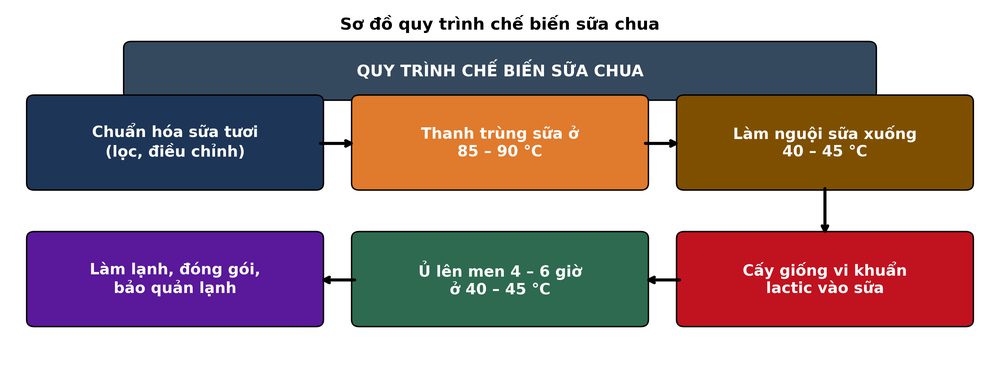 Sơ đồ quy trình chế biến sữa chua
QUY TRÌNH CHẾ BIẾN SỮA CHUA
Chuẩn hóa sữa tươi
(lọc, điều chỉnh)
Thanh trùng sữa ở
85 – 90 °C
Làm nguội sữa xuống
40 – 45 °C
Cấy giống vi khuẩn
lactic vào sữa
Ủ lên men 4 – 6 giờ
ở 40 – 45 °C
Làm lạnh, đóng gói,
bảo quản lạnh